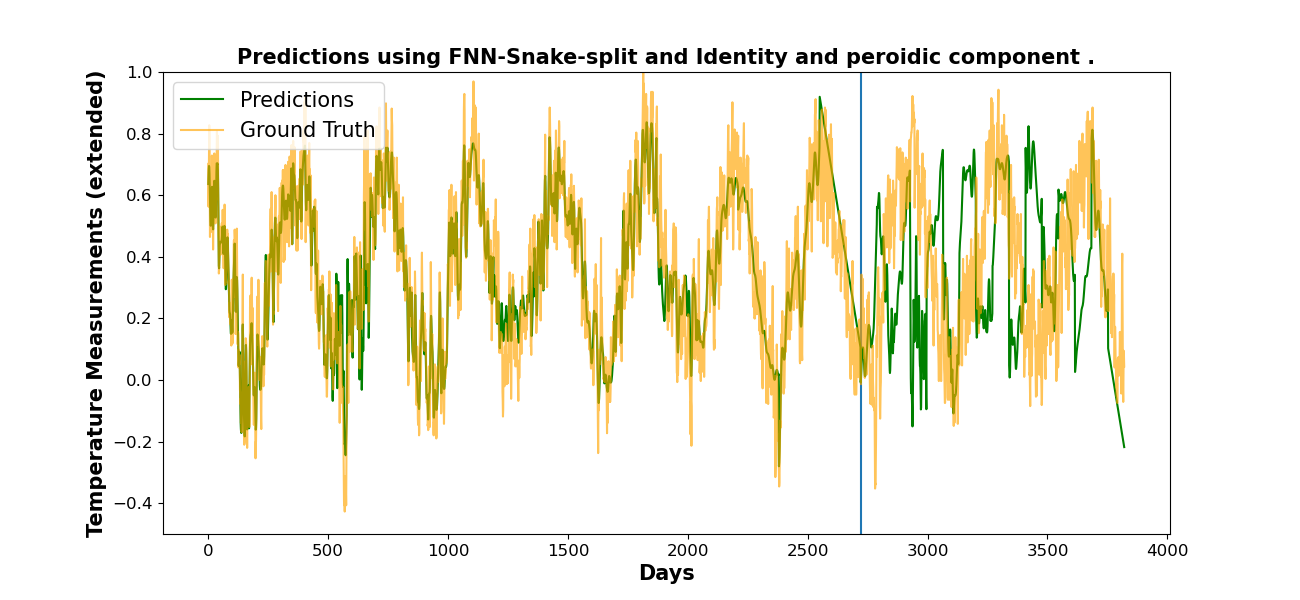 Predictions using FNN-Snake-split and Identity and peroidic component .
Predictions
Ground Truth
Temperature Measurements (extended)
1.0
0.8
0.6
0.4
0.2
0.0
−0.2
−0.4
0 500 1000 1500 2000 2500 3000 3500 4000
Days